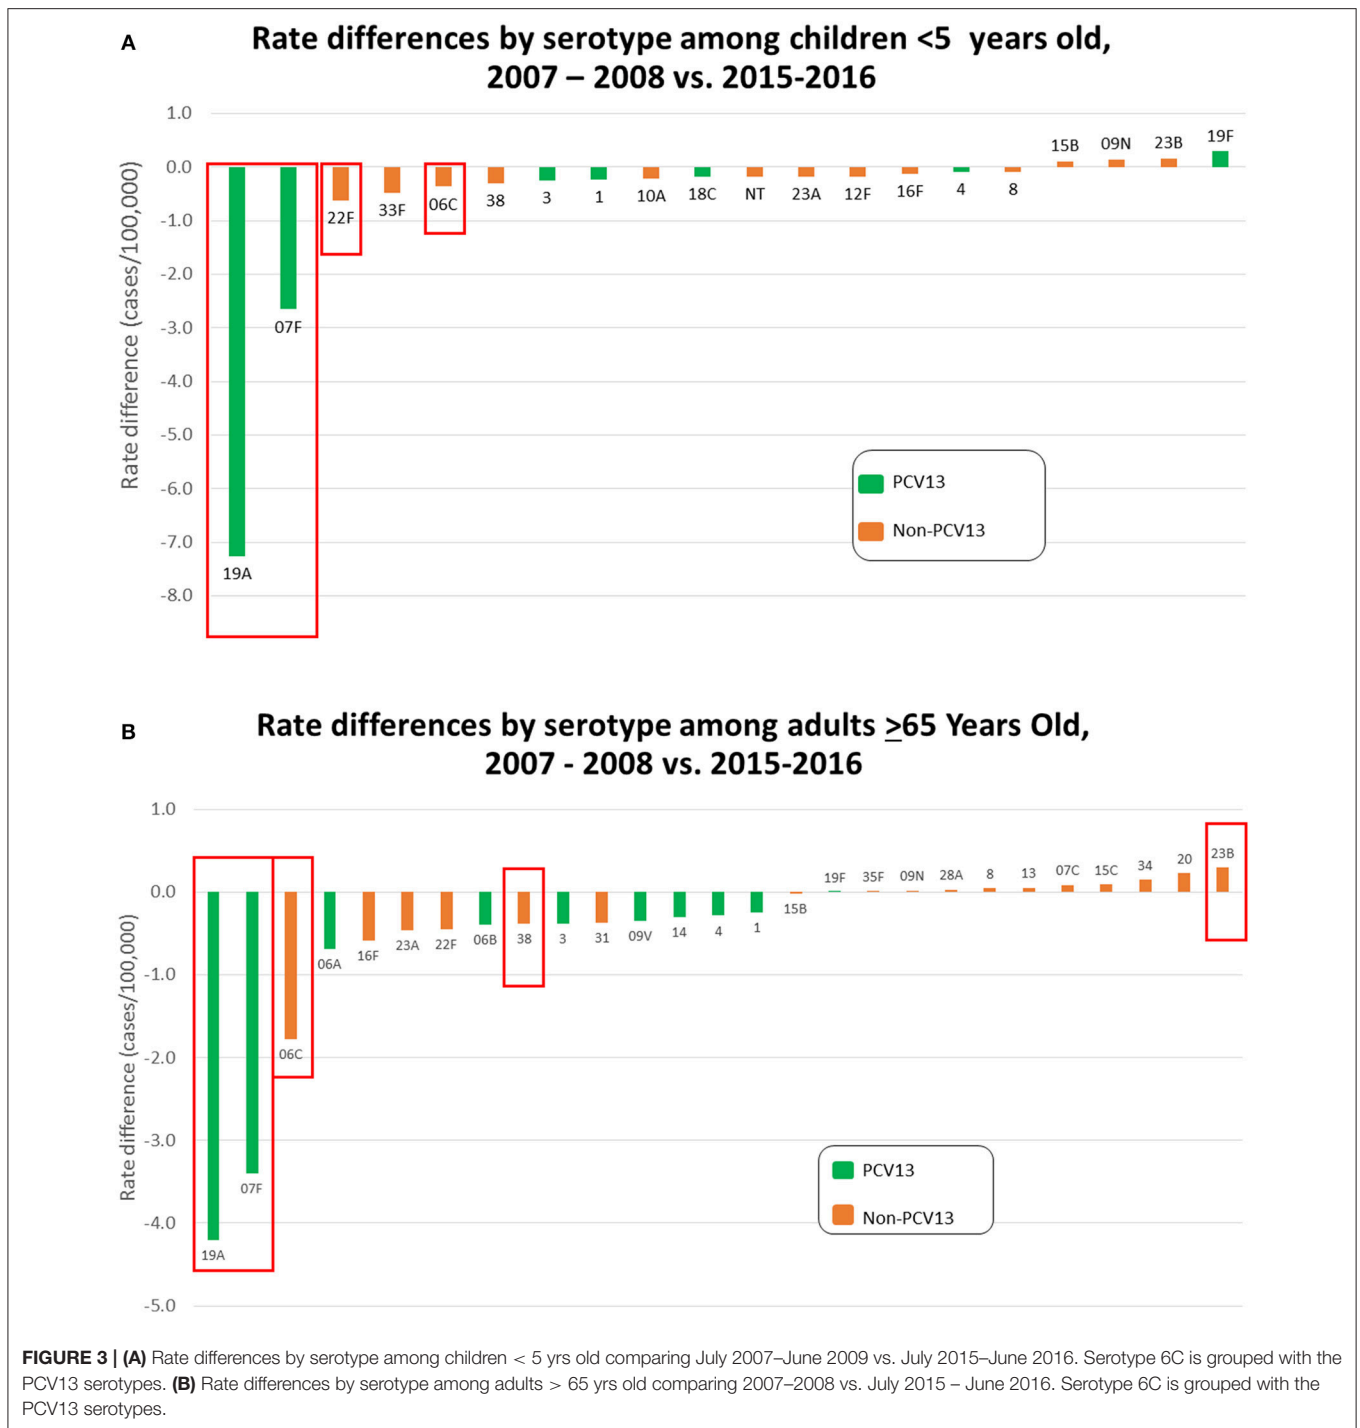 A
Rate differences by serotype among children <5 years old,
2007 – 2008 vs. 2015-2016
Rate difference (cases/100,000)
1.0
0.0
-1.0
-2.0
-3.0
-4.0
-5.0
-6.0
-7.0
-8.0
19A
07F
22F
33F
06C
38
3
1
10A
18C
NT
23A
12F
16F
4
8
15B
09N
23B
19F
PCV13
Non-PCV13
B
Rate differences by serotype among adults ≥65 Years Old,
2007 - 2008 vs. 2015-2016
Rate difference (cases/100,000)
1.0
0.0
-1.0
-2.0
-3.0
-4.0
-5.0
19A
07F
06C
06A
16F
23A
22F
06B
38
3
31
09V
14
4
1
15B
19F
35F
09N
28A
8
13
07C
15C
34
20
23B
PCV13
Non-PCV13
FIGURE 3 | (A) Rate differences by serotype among children < 5 yrs old comparing July 2007–June 2009 vs. July 2015–June 2016. Serotype 6C is grouped with the
PCV13 serotypes. (B) Rate differences by serotype among adults > 65 yrs old comparing 2007–2008 vs. July 2015 – June 2016. Serotype 6C is grouped with the
PCV13 serotypes.